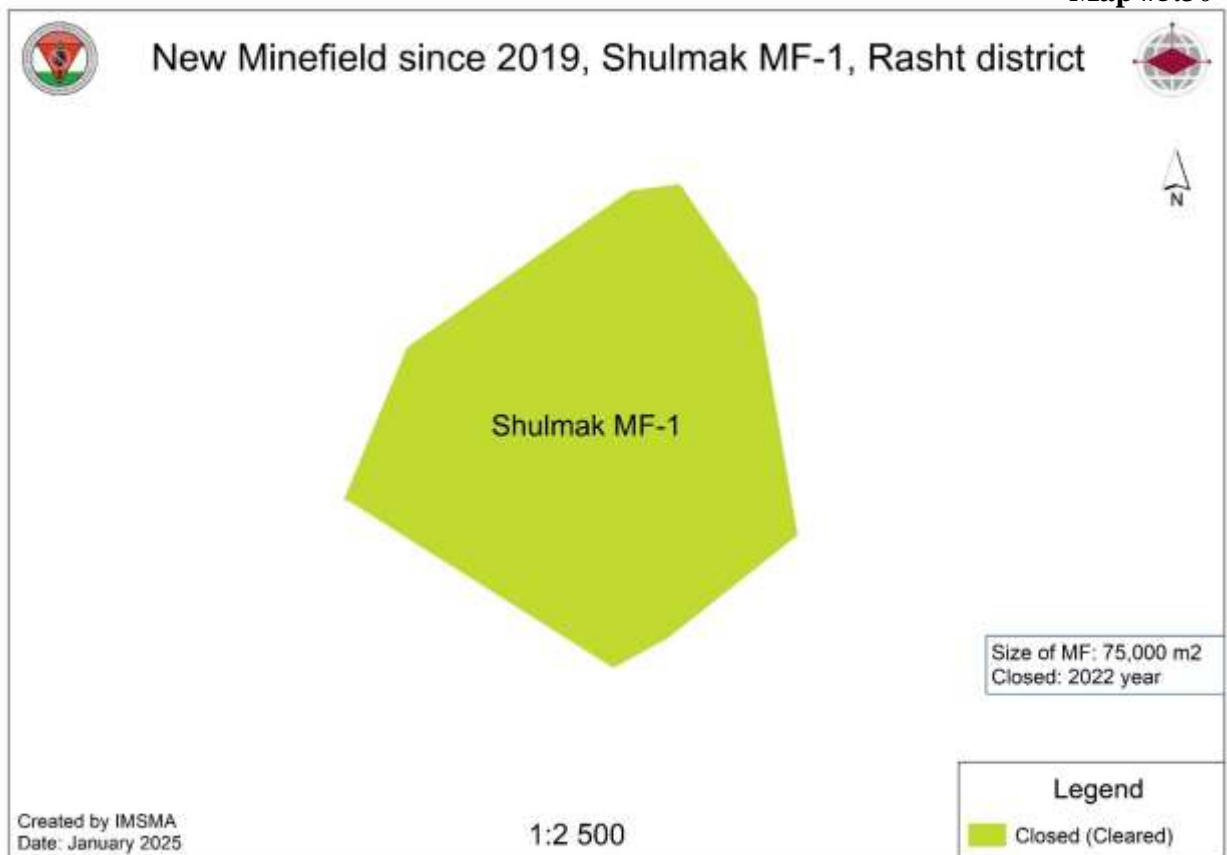 New Minefield since 2019, Shulmak MF-1, Rasht district
N
Shulmak MF-1
Size of MF: 75,000 m2
Closed: 2022 year
Legend
Closed (Cleared)
Created by IMSMA
Date: January 2025
1:2 500